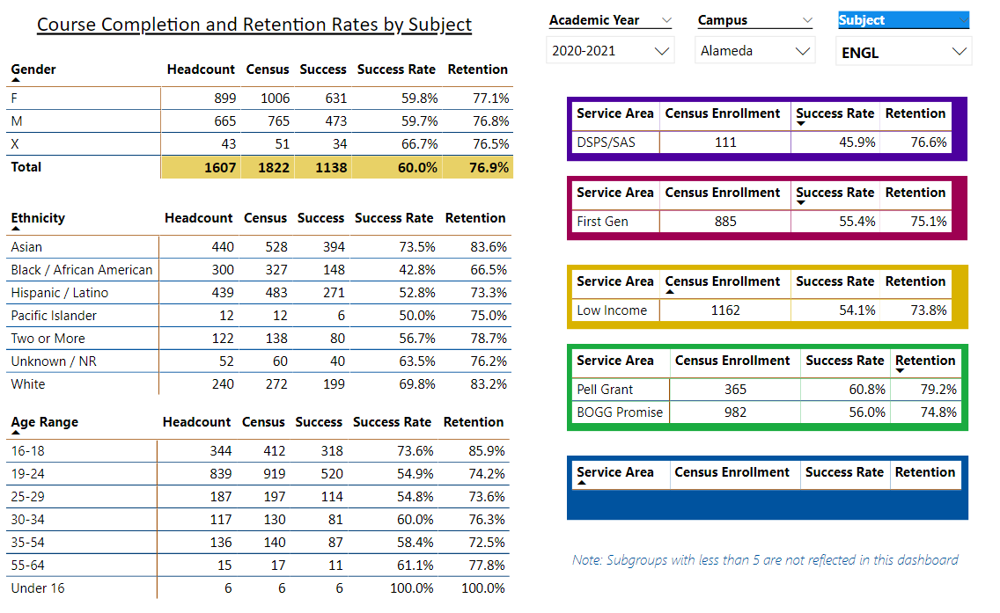 Course Completion and Retention Rates by Subject
Academic Year
Campus
Subject
2020-2021
Alameda
ENGL
Gender Headcount Census Success Success Rate Retention
F 899 1006 631 59.8% 77.1%
M 665 765 473 59.7% 76.8%
X 43 51 34 66.7% 76.5%
Total 1607 1822 1138 60.0% 76.9%
Ethnicity Headcount Census Success Success Rate Retention
Asian 440 528 394 73.5% 83.6%
Black / African American 300 327 148 42.8% 66.5%
Hispanic / Latino 439 483 271 52.8% 73.3%
Pacific Islander 12 12 6 50.0% 75.0%
Two or More 122 138 80 56.7% 78.7%
Unknown / NR 52 60 40 63.5% 76.2%
White 240 272 199 69.8% 83.2%
Age Range Headcount Census Success Success Rate Retention
16-18 344 412 318 73.6% 85.9%
19-24 839 919 520 54.9% 74.2%
25-29 187 197 114 54.8% 73.6%
30-34 117 130 81 60.0% 76.3%
35-54 136 140 87 58.4% 72.5%
55-64 15 17 11 61.1% 77.8%
Under 16 6 6 6 100.0% 100.0%
Service Area Census Enrollment Success Rate Retention
DSPS/SAS 111 45.9% 76.6%
Service Area Census Enrollment Success Rate Retention
First Gen 885 55.4% 75.1%
Service Area Census Enrollment Success Rate Retention
Low Income 1162 54.1% 73.8%
Service Area Census Enrollment Success Rate Retention
Pell Grant 365 60.8% 79.2%
BOGG Promise 982 56.0% 74.8%
Service Area Census Enrollment Success Rate Retention
Note: Subgroups with less than 5 are not reflected in this dashboard